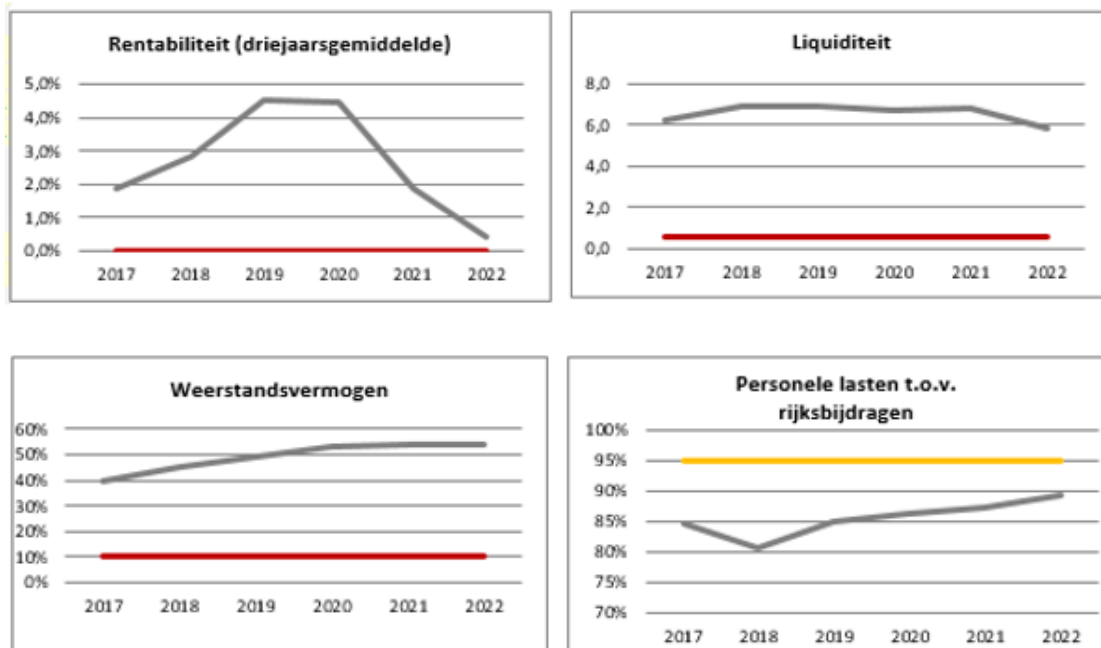 Rentabiliteit (driejaarsgemiddelde)
5,0%
4,0%
3,0%
2,0%
1,0%
0,0%
2017 2018 2019 2020 2021 2022
Liquiditeit
8,0
6,0
4,0
2,0
0,0
2017 2018 2019 2020 2021 2022
Weerstandsvermogen
60%
50%
40%
30%
20%
10%
0%
2017 2018 2019 2020 2021 2022
Personele lasten t.o.v.
rijksbijdragen
100%
95%
90%
85%
80%
75%
70%
2017 2018 2019 2020 2021 2022